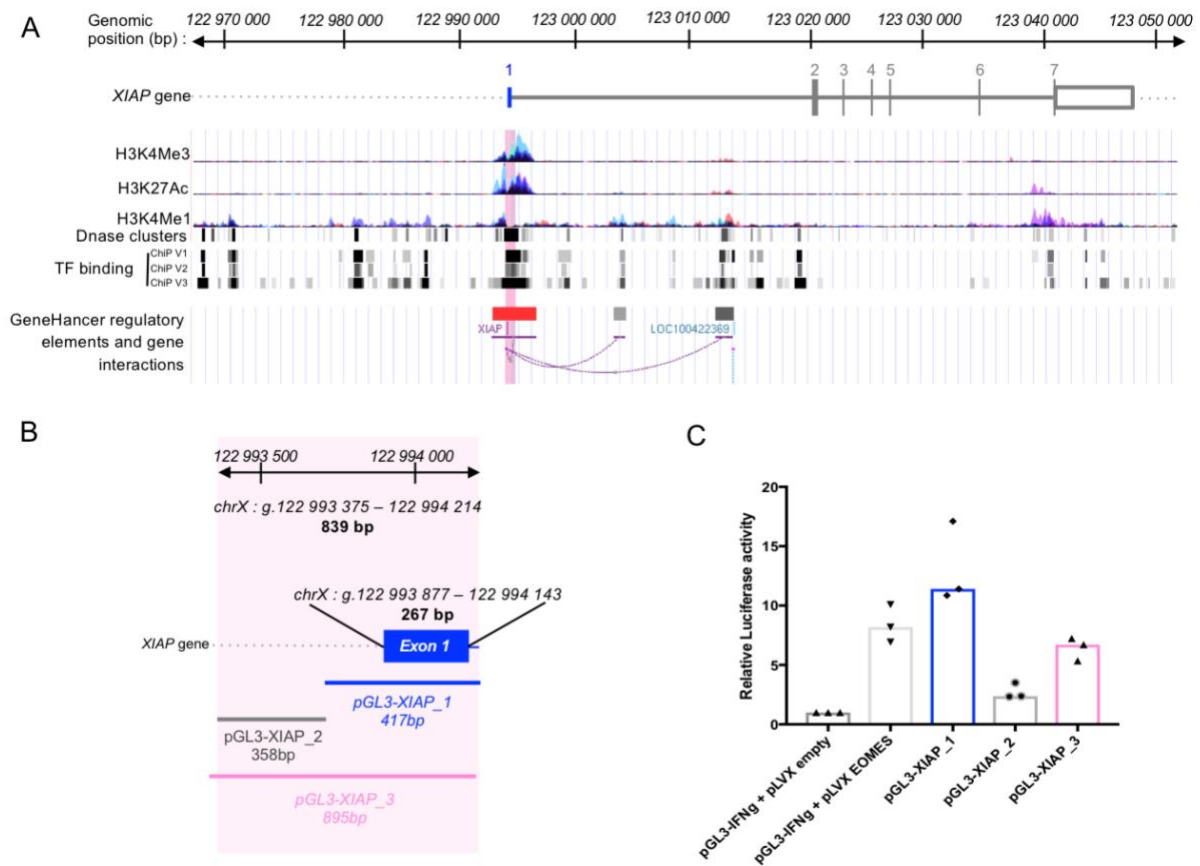 A
Genomic position (bp) :
122 970 000 122 980 000 122 990 000 123 000 000 123 010 000 123 020 000 123 030 000 123 040 000 123 050 000
1 2 3 4 5 6 7
XIAP gene
H3K4Me3
H3K27Ac
H3K4Me1
Dnase clusters
TF binding
ChiP V1
ChiP V2
ChiP V3
GeneHancer regulatory
elements and gene
interactions
XIAP
LOC100422369
B
122 993 500 122 994 000
chrX : g.122 993 375 – 122 994 214
839 bp
chrX : g.122 993 877 – 122 994 143
267 bp
XIAP gene
Exon 1
pGL3-XIAP_1
417bp
pGL3-XIAP_2
358bp
pGL3-XIAP_3
895bp
C
Relative Luciferase activity
20
15
10
5
0
pGL3-IFNg + pLVX empty
pGL3-IFNg + pLVX EOMES
pGL3-XIAP_1
pGL3-XIAP_2
pGL3-XIAP_3